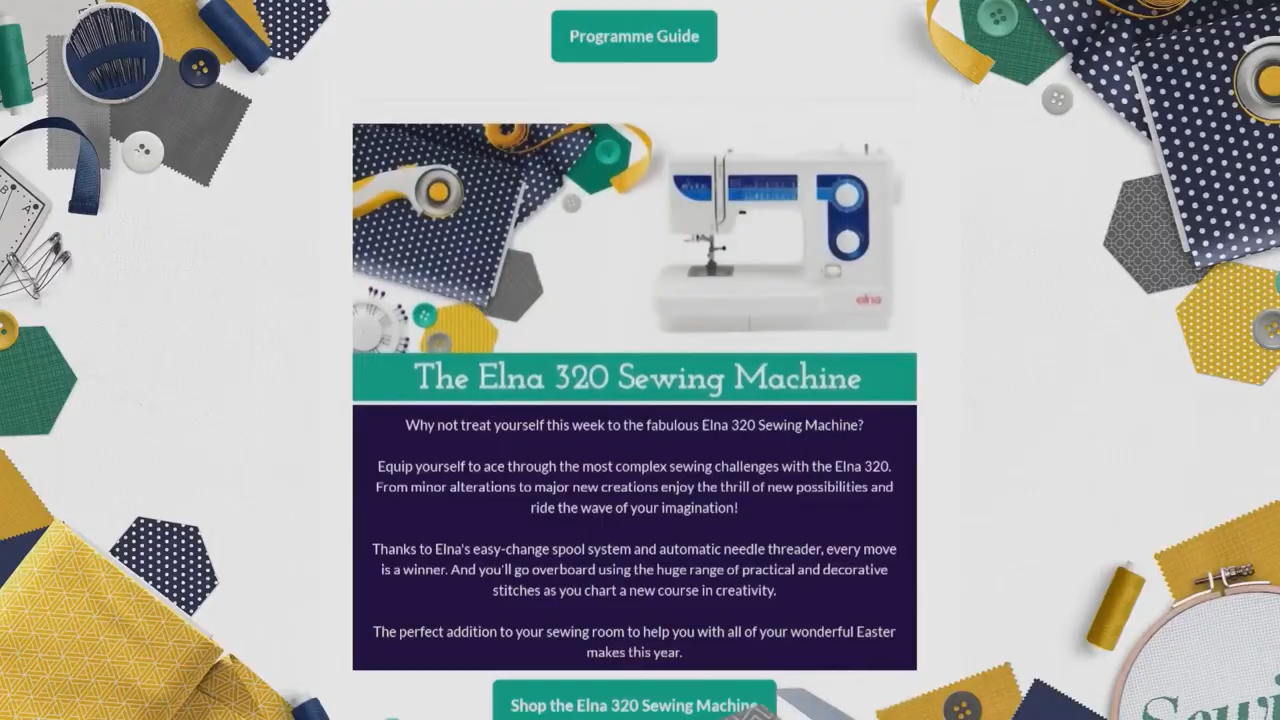 Programme Guide
elna
The Elna 320 Sewing Machine
Why not treat yourself this week to the fabulous Elna 320 Sewing Machine?
Equip yourself to ace through the most complex sewing challenges with the Elna 320.
From minor alterations to major new creations enjoy the thrill of new possibilities and
ride the wave of your imagination!
Thanks to Elna's easy-change spool system and automatic needle threader, every move
is a winner. And you'll go overboard using the huge range of practical and decorative
stitches as you chart a new course in creativity.
The perfect addition to your sewing room to help you with all of your wonderful Easter
makes this year.
Shop the Elna 320 Sewing Machine